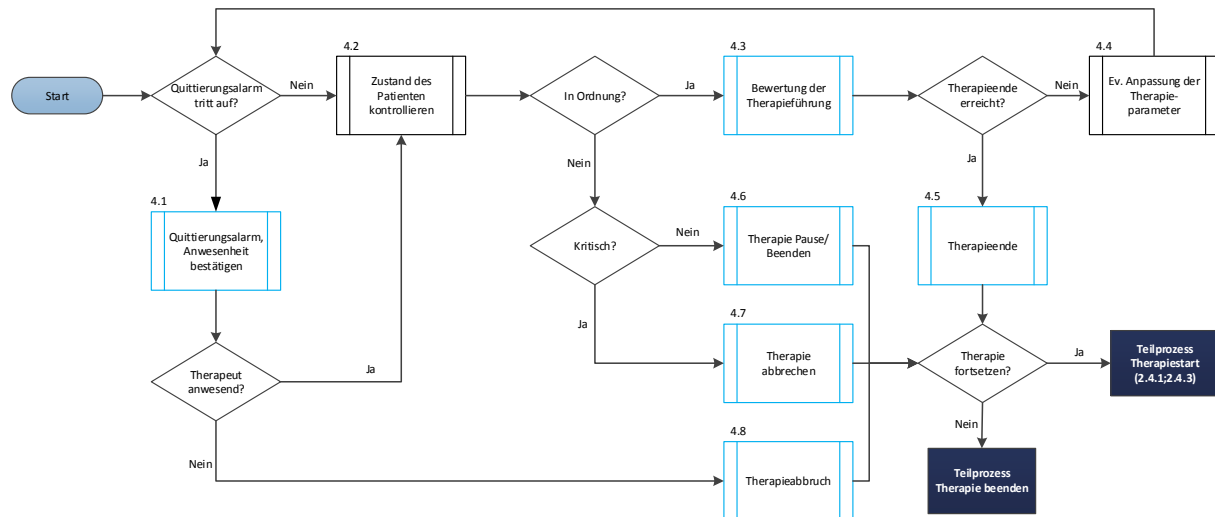 4.2
4.3
4.4
Start
Quittierungsalarm
tritt auf?
Nein
Zustand des
Patienten
kontrollieren
In Ordnung?
Ja
Bewertung der
Therapieführung
Therapieende
erreicht?
Nein
Ev. Anpassung der
Therapie-
parameter
Ja
Nein
Ja
4.1
4.6
4.5
Quittierungsalarm,
Anwesenheit
bestätigen
Kritisch?
Nein
Therapie Pause/
Beenden
Therapieende
Ja
4.7
Therapeut
anwesend?
Ja
Therapie
abbrechen
Therapie
fortsetzen?
Ja
Teilprozess
Therapiestart
(2.4.1;2.4.3)
Nein
4.8
Nein
Therapieabbruch
Teilprozess
Therapie beenden